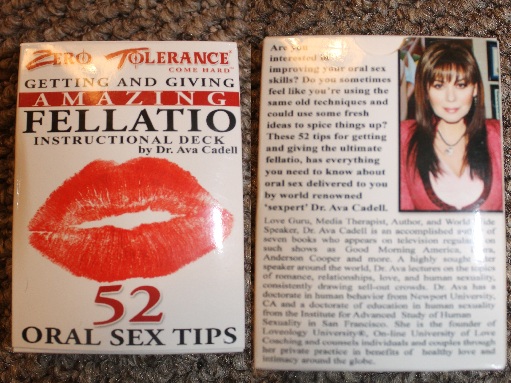 ZERO TOLERANCE
COME HARD
GETTING AND GIVING
AMAZING
FELLATIO
INSTRUCTIONAL DECK
by Dr. Ava Cadell
52
ORAL SEX TIPS
Are you
interested in
improving your oral sex
skills? Do you sometimes
feel like you're using the
same old techniques and
could use some fresh
ideas to spice things up?
These 52 tips for getting
and giving the ultimate
fellatio, has everything
you need to know about
oral sex delivered to you
by world renowned
'sexpert' Dr. Ava Cadell.
Love Guru, Media Therapist, Author, and World Wide
Speaker, Dr. Ava Cadell is an accomplished author of
seven books who appears on television regularly on
such shows as Good Morning America,
Anderson Cooper and more. A highly sought after
speaker around the world, Dr. Ava lectures on the topics
of romance, relationships, love, and human sexuality,
consistently drawing sell-out crowds. Dr. Ava has a
doctorate in human behavior from Newport University,
CA and a doctorate of education in human sexuality
from the Institute for Advanced Study of Human
Sexuality in San Francisco. She is the founder of
Loveology University®, On-line University of Love
Coaching and counsels individuals and couples through
her private practice in benefits of healthy love and
intimacy around the globe.